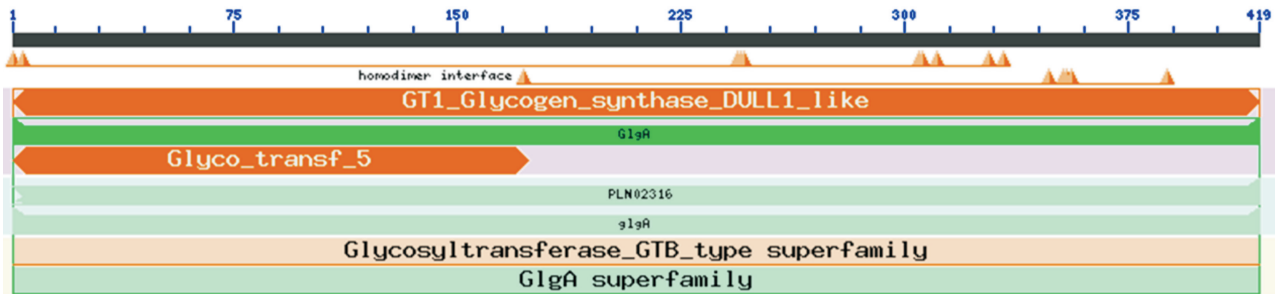 1 75 150 225 300 375 419
homodimer interface
GT1_Glycogen_synthase_DULL1_like
GlgA
Glyco_transf_5
PLN02316
glgA
Glycosyltransferase_GTB_type superfamily
GlgA superfamily